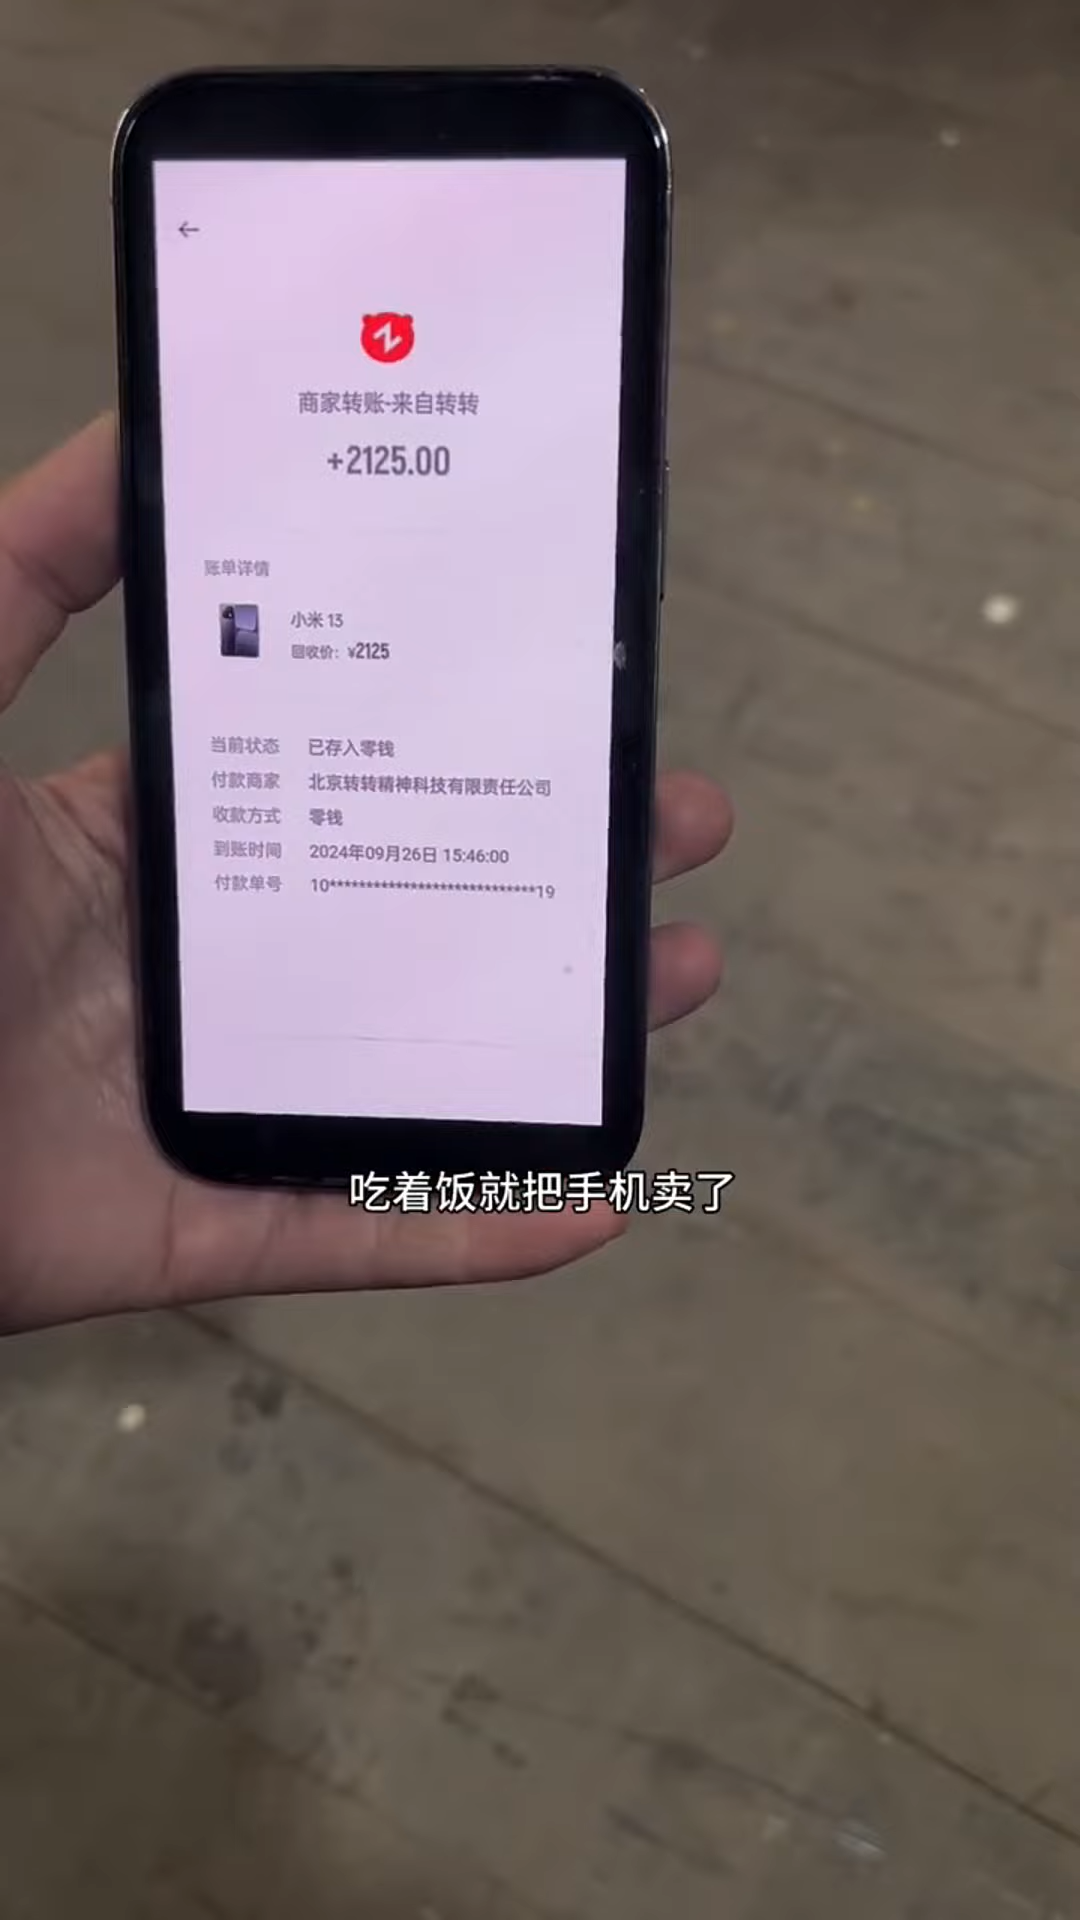 商家转账-来自转转
+2125.00
账单详情
小米 13
回收价：¥2125
当前状态 已存入零钱
付款商家 北京转转精神科技有限责任公司
收款方式 零钱
到账时间 2024年09月26日 15:46:00
付款单号 10****************************19
吃着饭就把手机卖了